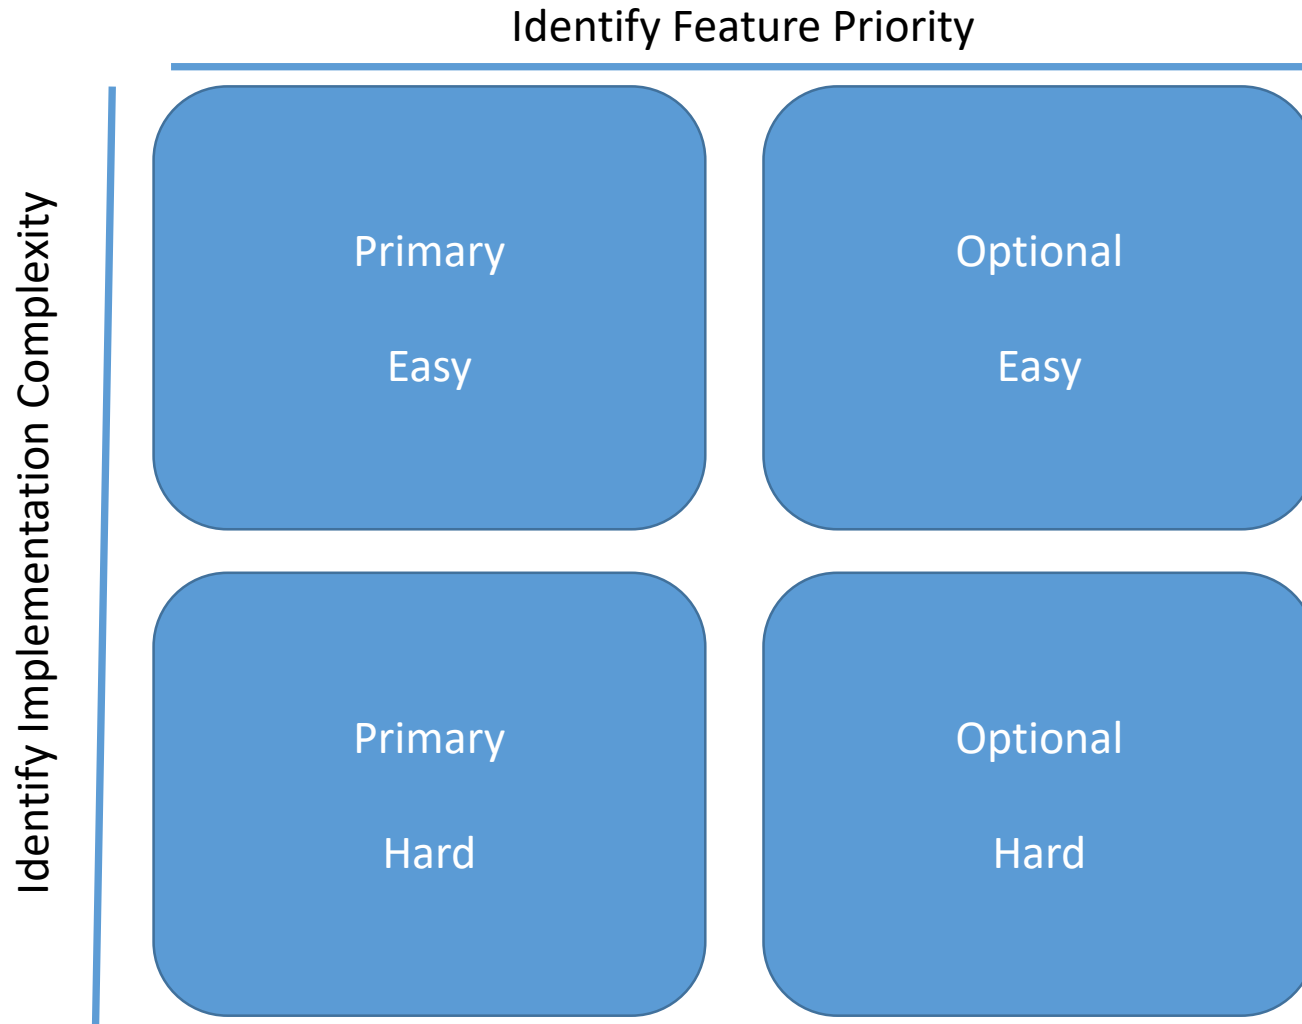 Identify Feature Priority
Identify Implementation Complexity
Primary
Easy
Optional
Easy
Primary
Hard
Optional
Hard